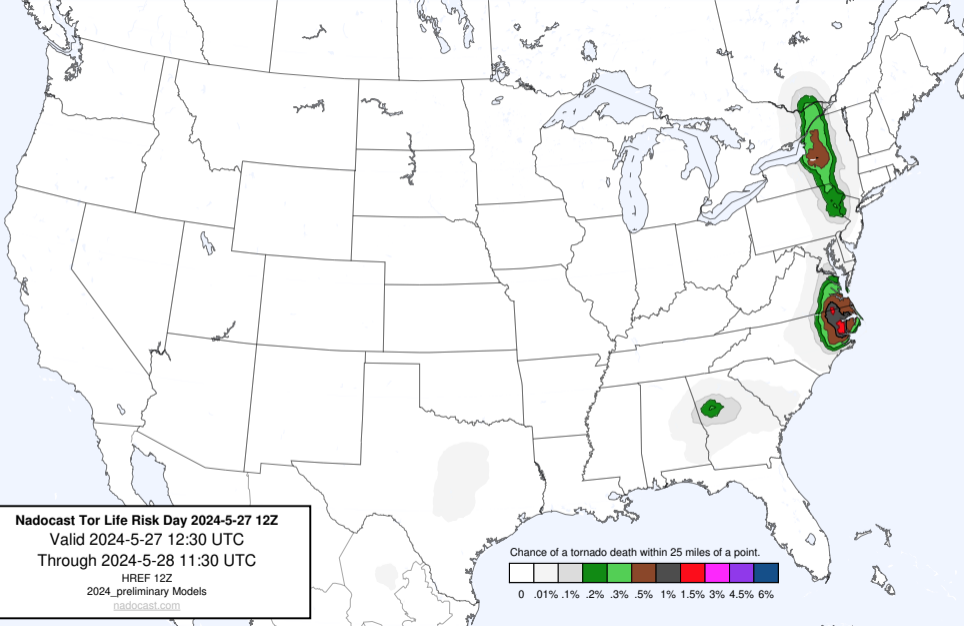 Nadocast Tor Life Risk Day 2024-5-27 12Z
Valid 2024-5-27 12:30 UTC
Through 2024-5-28 11:30 UTC
HREF 12Z
2024_preliminary Models
nadocast.com
Chance of a tornado death within 25 miles of a point.
0 .01% .1% .2% .3% .5% 1% 1.5% 3% 4.5% 6%